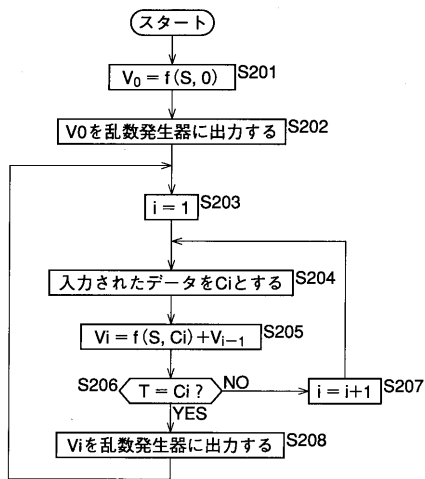 スタート
V₀ = f (S, 0)
S201
V0を乱数発生器に出力する
S202
i = 1
S203
入力されたデータをCiとする
S204
Vi = f (S, Ci) + Vᵢ₋₁
S205
S206
T = Ci ?
NO
i = i+1
S207
YES
Viを乱数発生器に出力する
S208